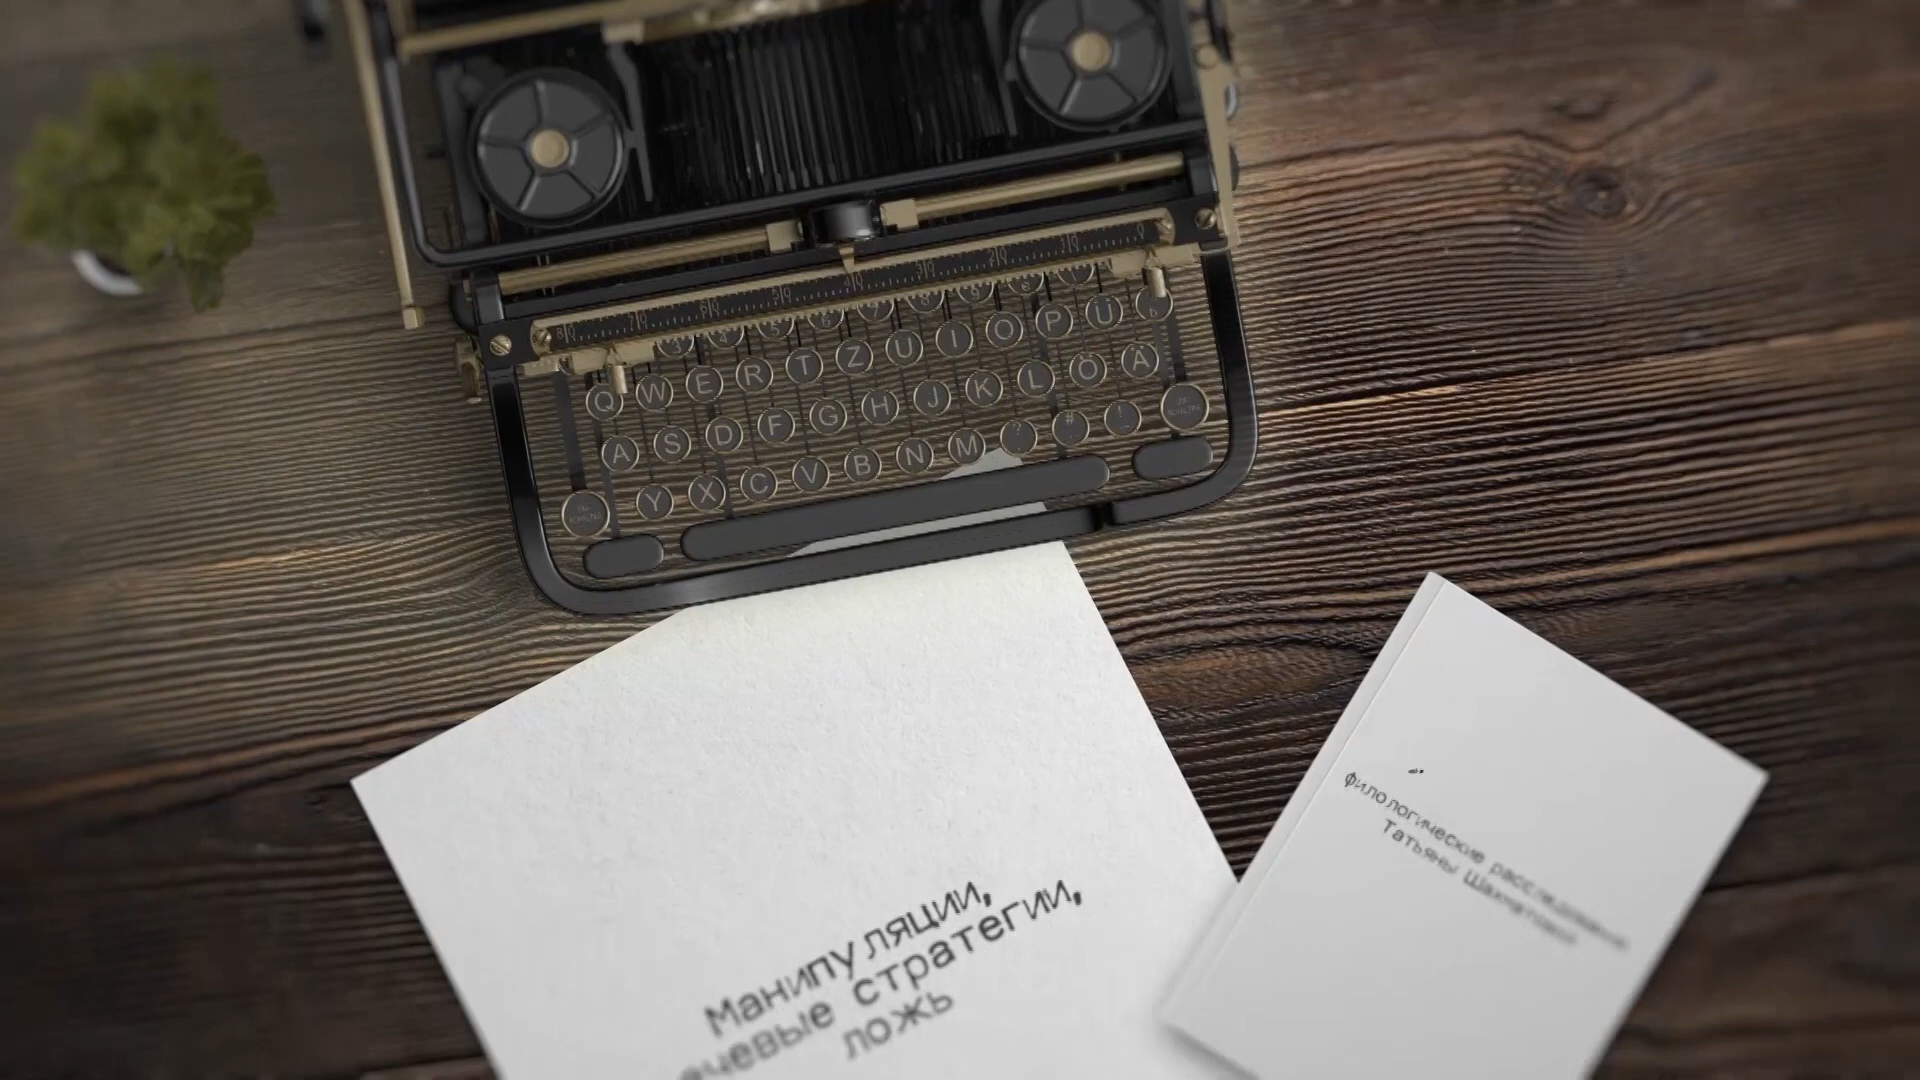 Q W E R T Z U I O P Ü
A S D F G H J K L Ö Ä
Y X C V B N M ? # !
Манипуляции,
ечевые стратегии,
ложь
Филологические расследования
Татьяны Шахматовой